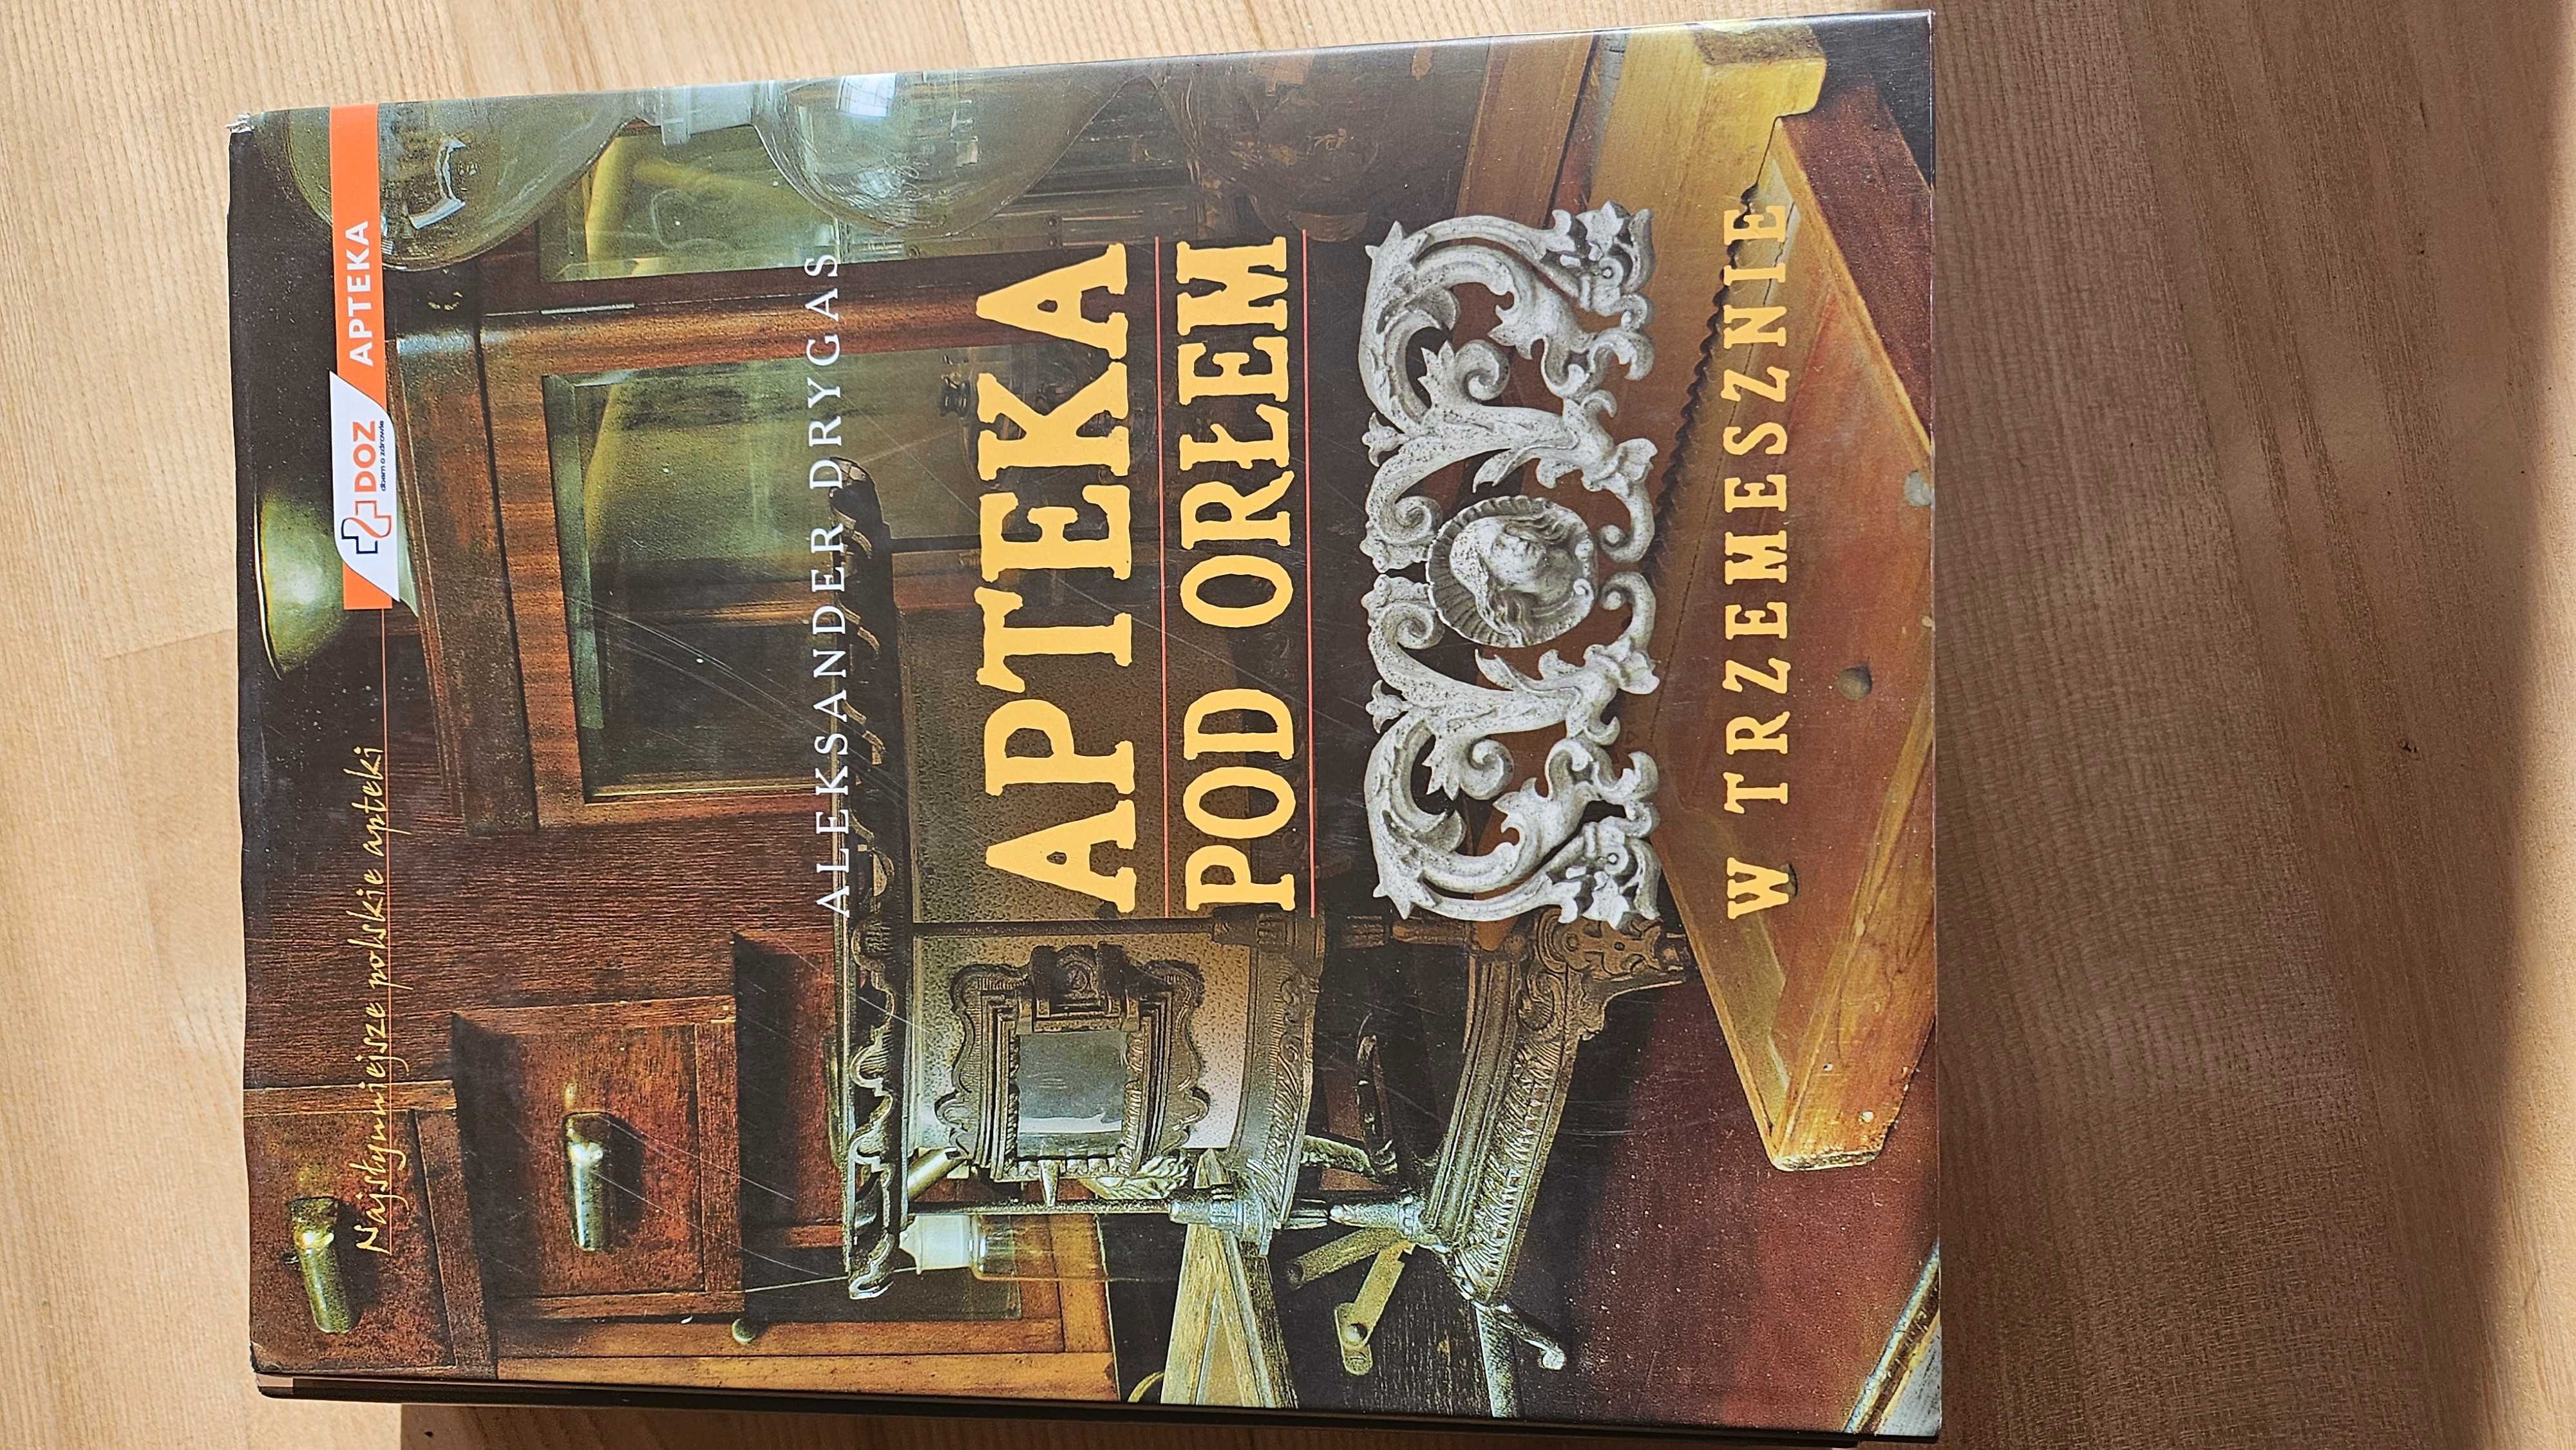 DOZ APTEKA
dbam o zdrowie
Najsłynniejsze polskie apteki
ALEKSANDER DRYGAS
APTEKA
POD ORŁEM
W TRZEMESZNIE